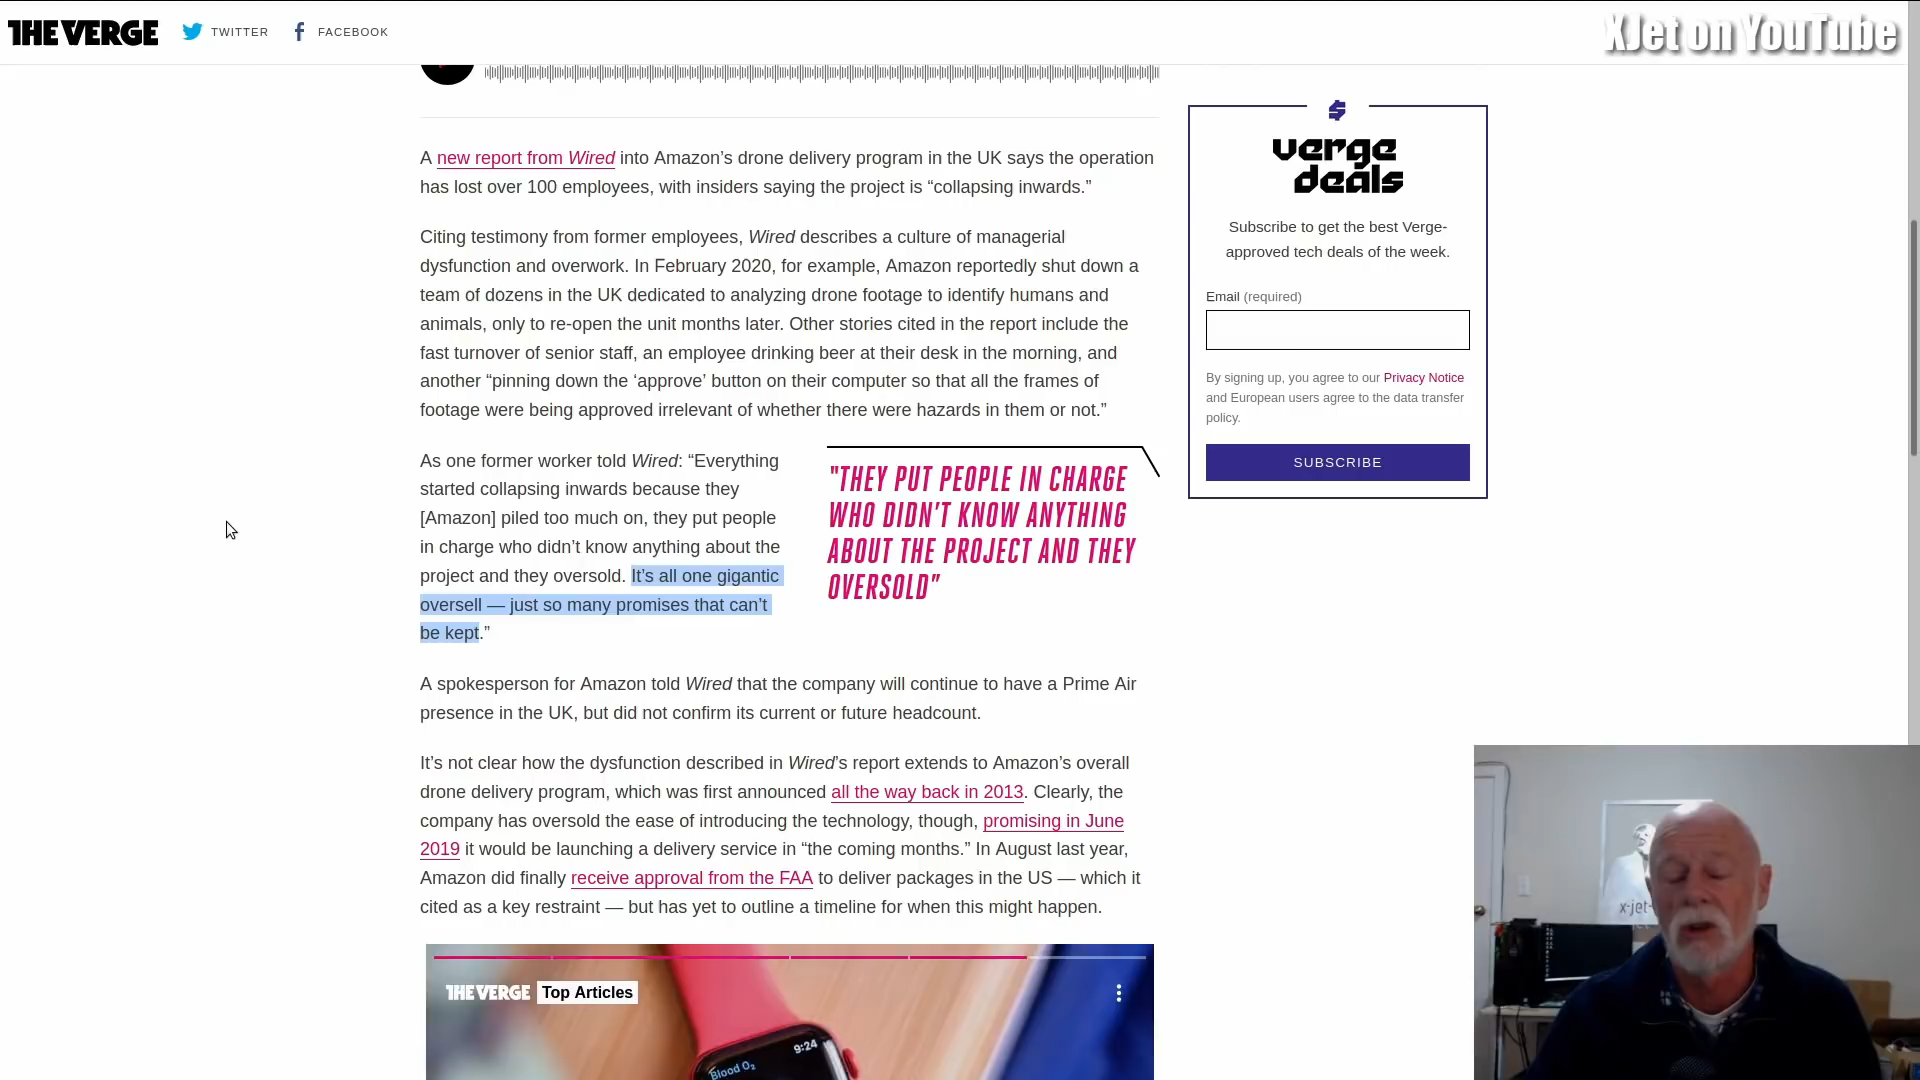 THE VERGE
TWITTER
FACEBOOK
XJet on YouTube
A new report from Wired into Amazon’s drone delivery program in the UK says the operation
has lost over 100 employees, with insiders saying the project is “collapsing inwards.”
Citing testimony from former employees, Wired describes a culture of managerial
dysfunction and overwork. In February 2020, for example, Amazon reportedly shut down a
team of dozens in the UK dedicated to analyzing drone footage to identify humans and
animals, only to re-open the unit months later. Other stories cited in the report include the
fast turnover of senior staff, an employee drinking beer at their desk in the morning, and
another “pinning down the ‘approve’ button on their computer so that all the frames of
footage were being approved irrelevant of whether there were hazards in them or not.”
As one former worker told Wired: “Everything
started collapsing inwards because they
[Amazon] piled too much on, they put people
in charge who didn’t know anything about the
project and they oversold. It’s all one gigantic
oversell — just so many promises that can’t
be kept.”
"THEY PUT PEOPLE IN CHARGE
WHO DIDN'T KNOW ANYTHING
ABOUT THE PROJECT AND THEY
OVERSOLD”
A spokesperson for Amazon told Wired that the company will continue to have a Prime Air
presence in the UK, but did not confirm its current or future headcount.
It’s not clear how the dysfunction described in Wired’s report extends to Amazon’s overall
drone delivery program, which was first announced all the way back in 2013. Clearly, the
company has oversold the ease of introducing the technology, though, promising in June
2019 it would be launching a delivery service in “the coming months.” In August last year,
Amazon did finally receive approval from the FAA to deliver packages in the US — which it
cited as a key restraint — but has yet to outline a timeline for when this might happen.
THE VERGE Top Articles
9:24
Blood O₂
verge
deals
Subscribe to get the best Verge-
approved tech deals of the week.
Email (required)
By signing up, you agree to our Privacy Notice
and European users agree to the data transfer
policy.
SUBSCRIBE
x-jet